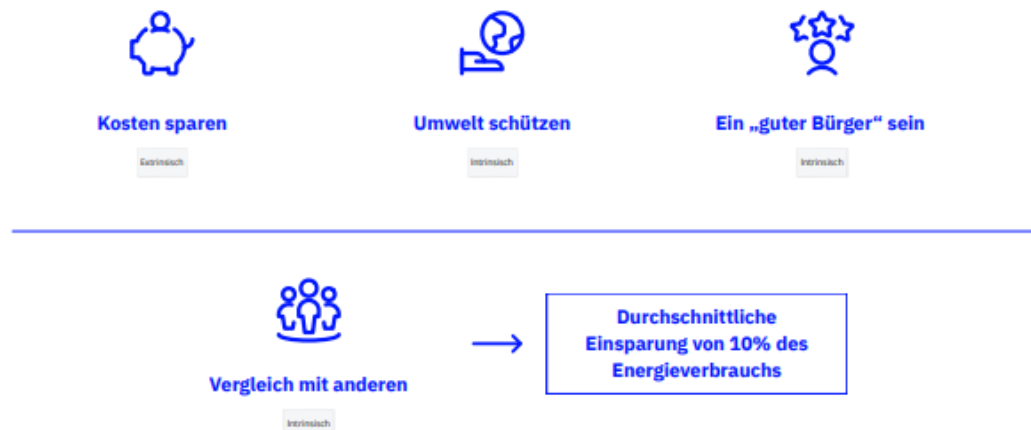 Kosten sparen
Umwelt schützen
Ein „guter Bürger“ sein
Extrinsisch
Intrinsisch
Intrinsisch
Durchschnittliche
Einsparung von 10% des
Energieverbrauchs
Vergleich mit anderen
Intrinsisch